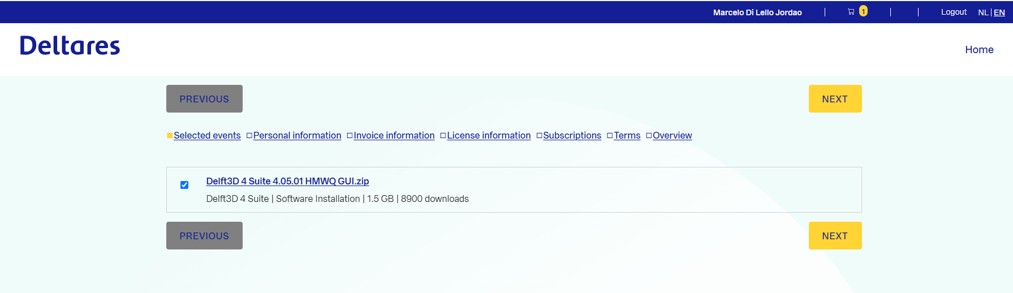 Marcelo Di Lello Jordao | 1 | | Logout NL | EN
Deltares
Home
PREVIOUS NEXT
Selected events Personal information Invoice information License information Subscriptions Terms Overview
Delft3D 4 Suite 4.05.01 HMWQ GUI.zip
Delft3D 4 Suite | Software Installation | 1.5 GB | 8900 downloads
PREVIOUS NEXT